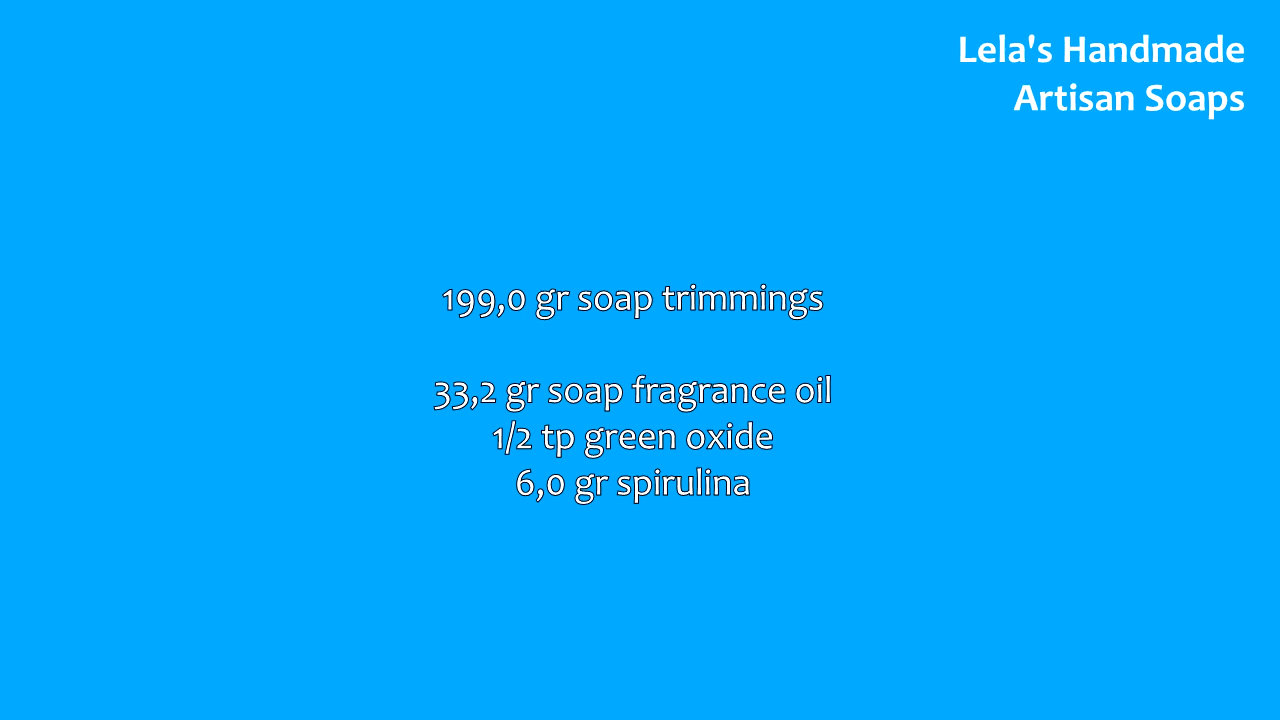 Lela's Handmade
Artisan Soaps
199,0 gr soap trimmings
33,2 gr soap fragrance oil
1/2 tp green oxide
6,0 gr spirulina